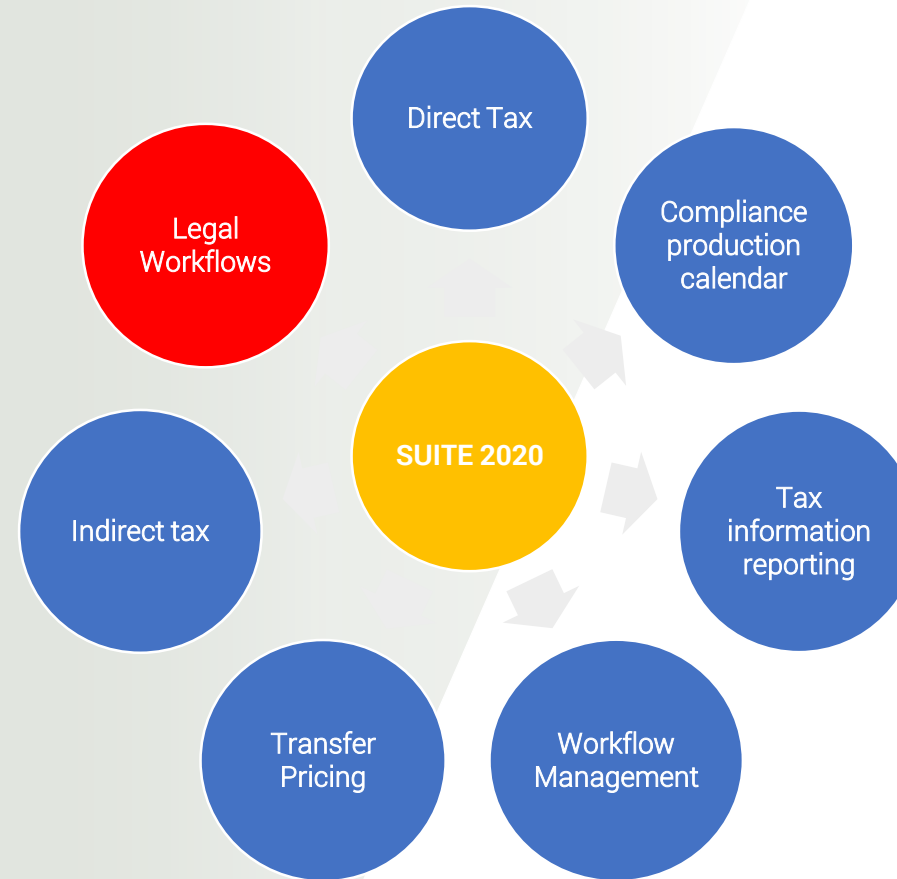 Direct Tax
Legal
Workflows
Compliance
production
calendar
SUITE 2020
Indirect tax
Tax
information
reporting
Transfer
Pricing
Workflow
Management